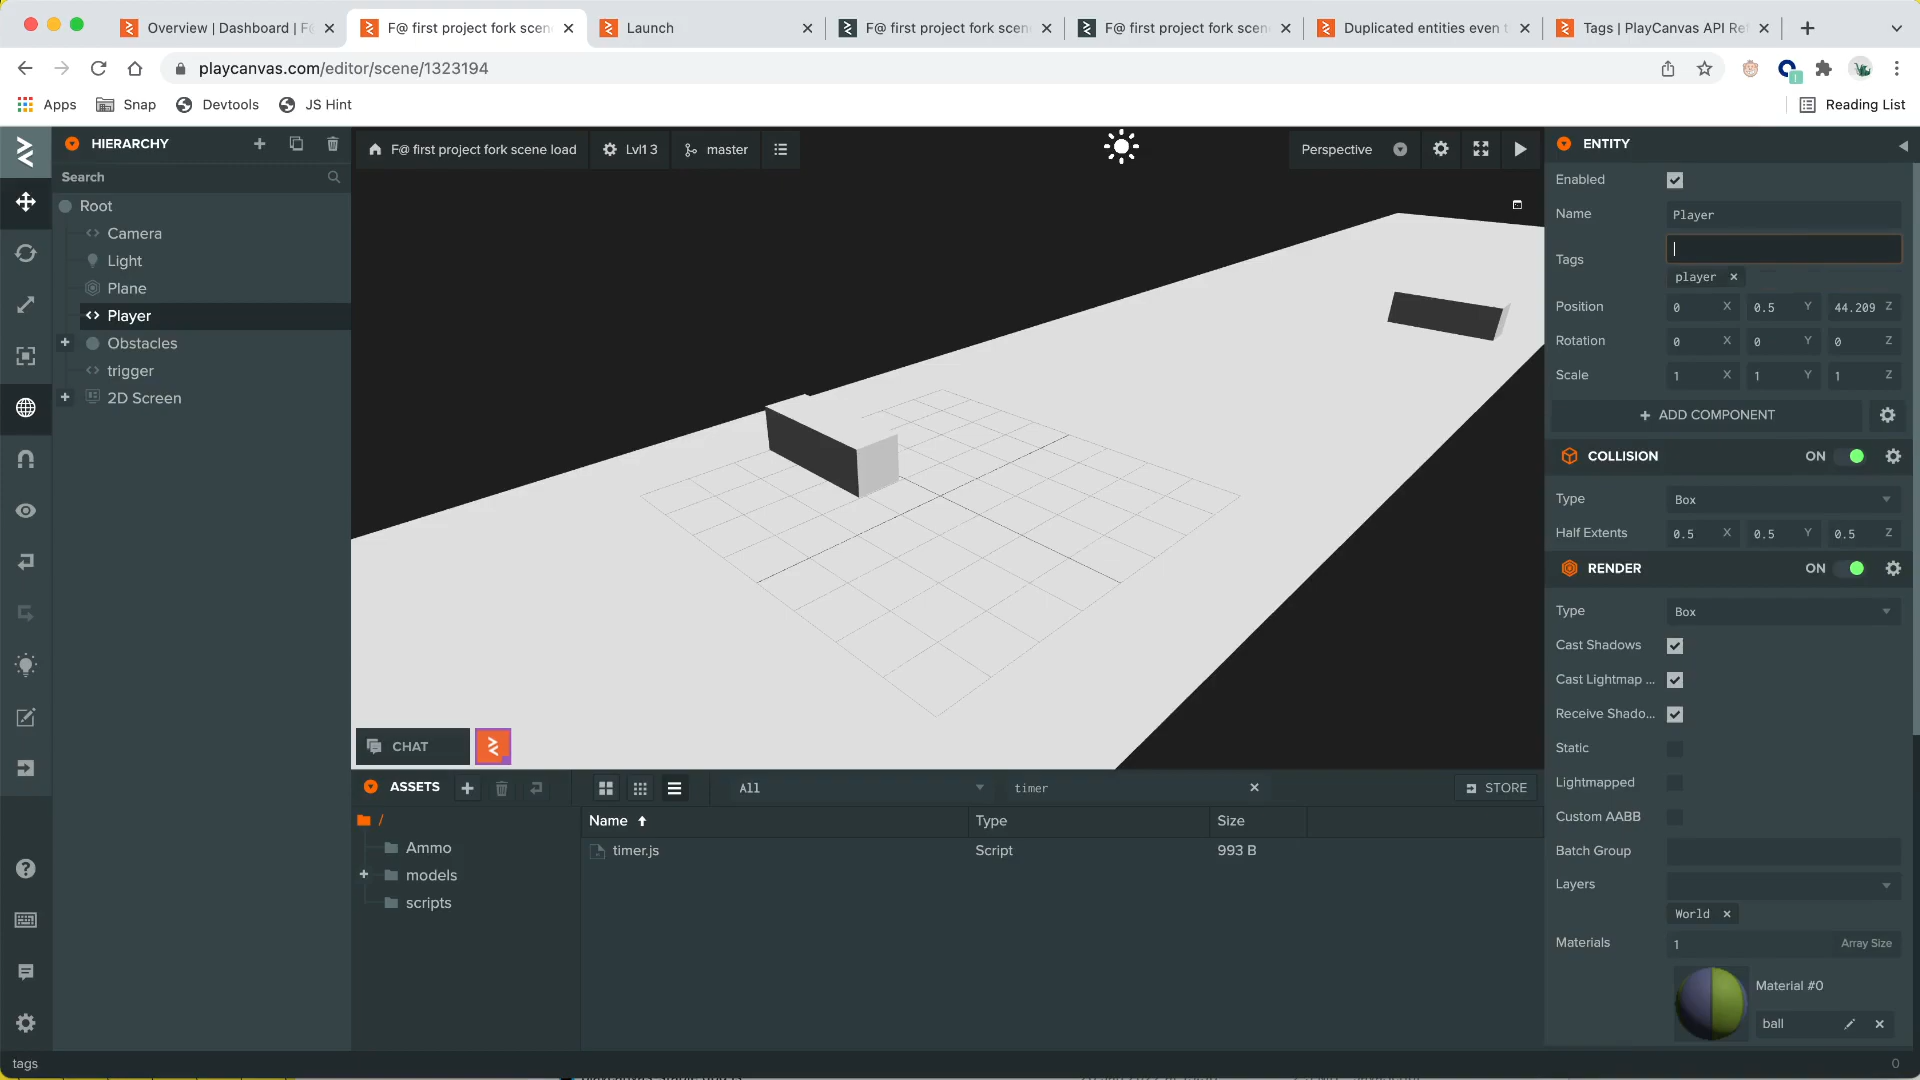 Overview | Dashboard | F
F@ first project fork scen
Launch
F@ first project fork scen
F@ first project fork scen
Duplicated entities even t
Tags | PlayCanvas API Re
playcanvas.com/editor/scene/1323194
Apps
Snap
Devtools
JS Hint
Reading List
HIERARCHY
Search
Root
Camera
Light
Plane
Player
Obstacles
trigger
2D Screen
F@ first project fork scene load
Lvl1 3
master
Perspective
ENTITY
Enabled
Name
Player
Tags
player
Position
0 X 0.5 Y 44.209 Z
Rotation
0 X 0 Y 0 Z
Scale
1 X 1 Y 1 Z
ADD COMPONENT
COLLISION
ON
Type
Box
Half Extents
0.5 X 0.5 Y 0.5 Z
RENDER
ON
Type
Box
Cast Shadows
Cast Lightmap ...
Receive Shado...
Static
Lightmapped
Custom AABB
Batch Group
Layers
World
Materials
1
Array Size
Material #0
ball
CHAT
ASSETS
All
timer
STORE
/
Ammo
models
scripts
Name
Type
Size
timer.js
Script
993 B
tags
0